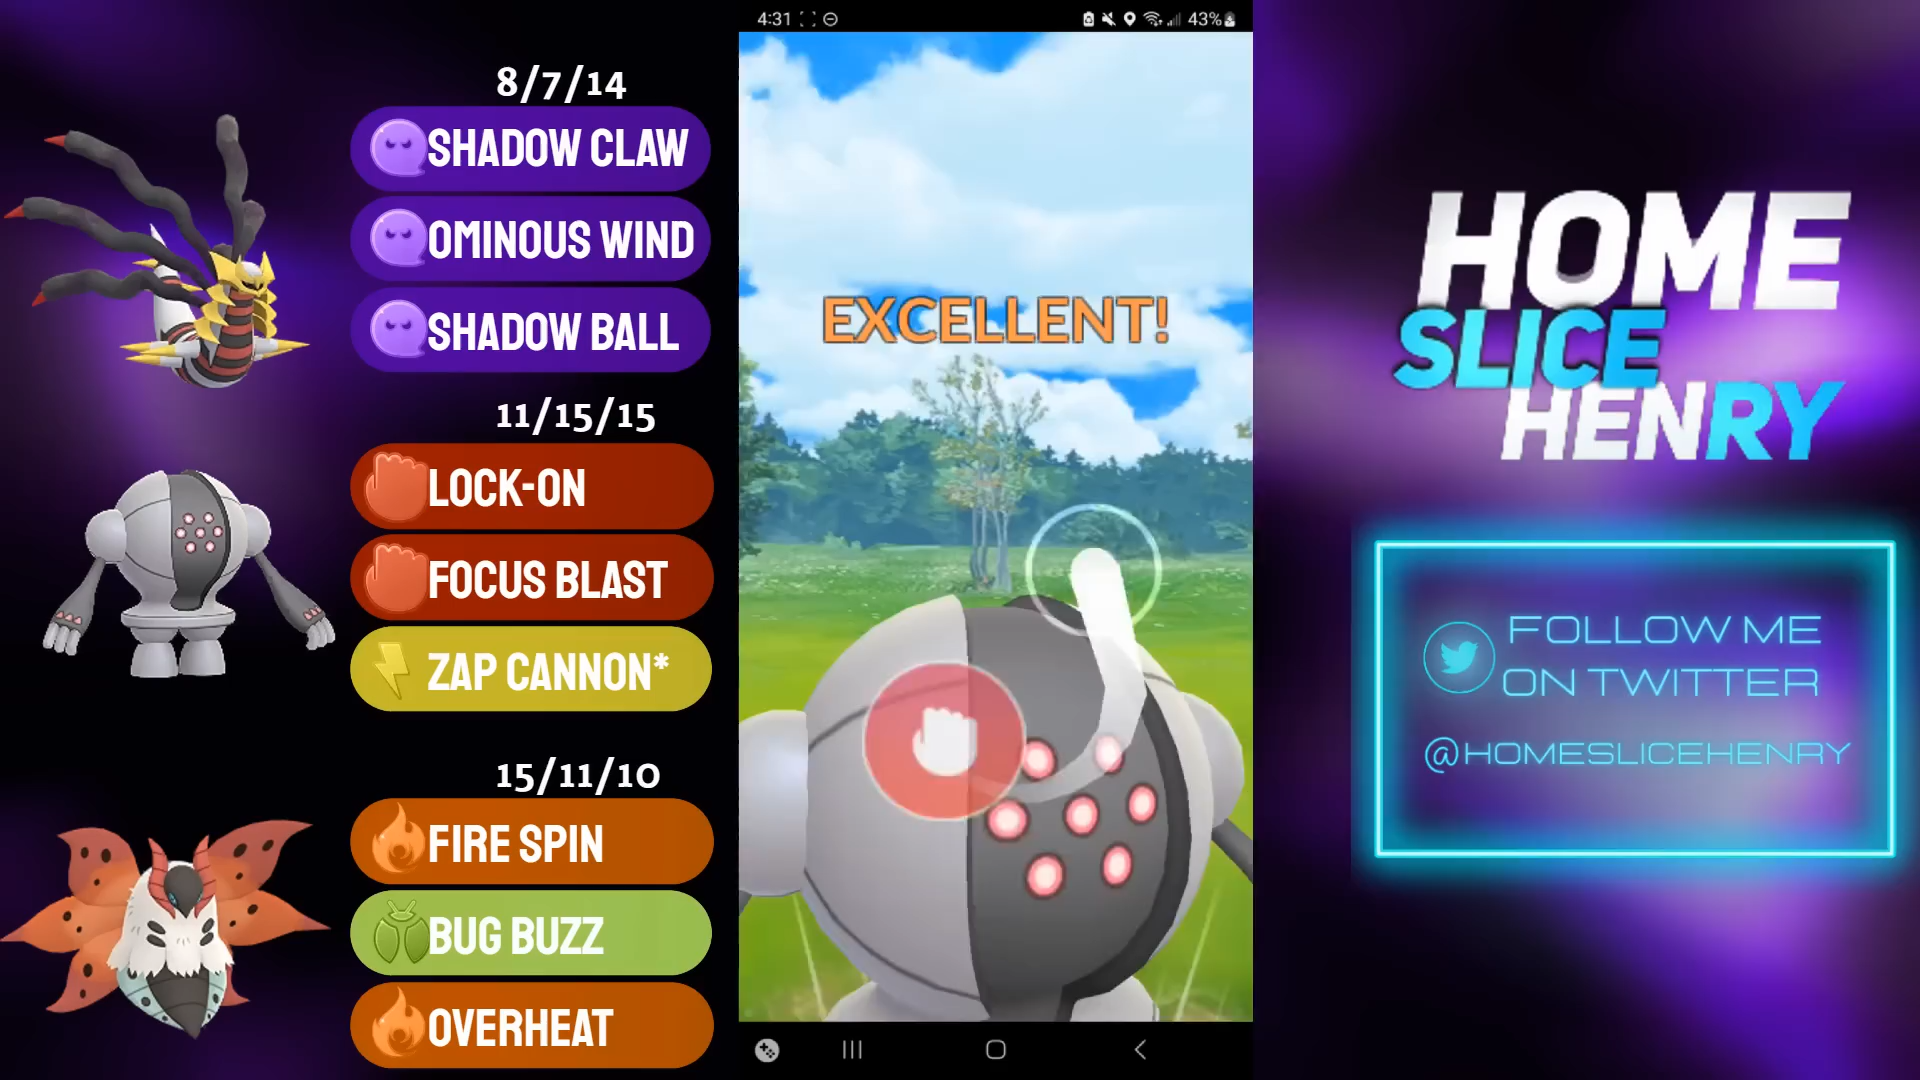 8/7/14
SHADOW CLAW
OMINOUS WIND
SHADOW BALL
11/15/15
LOCK-ON
FOCUS BLAST
ZAP CANNON*
15/11/10
FIRE SPIN
BUG BUZZ
OVERHEAT
4:31
43%
EXCELLENT!
HOME
SLICE
HENRY
FOLLOW ME
ON TWITTER
@HOMESLICEHENRY